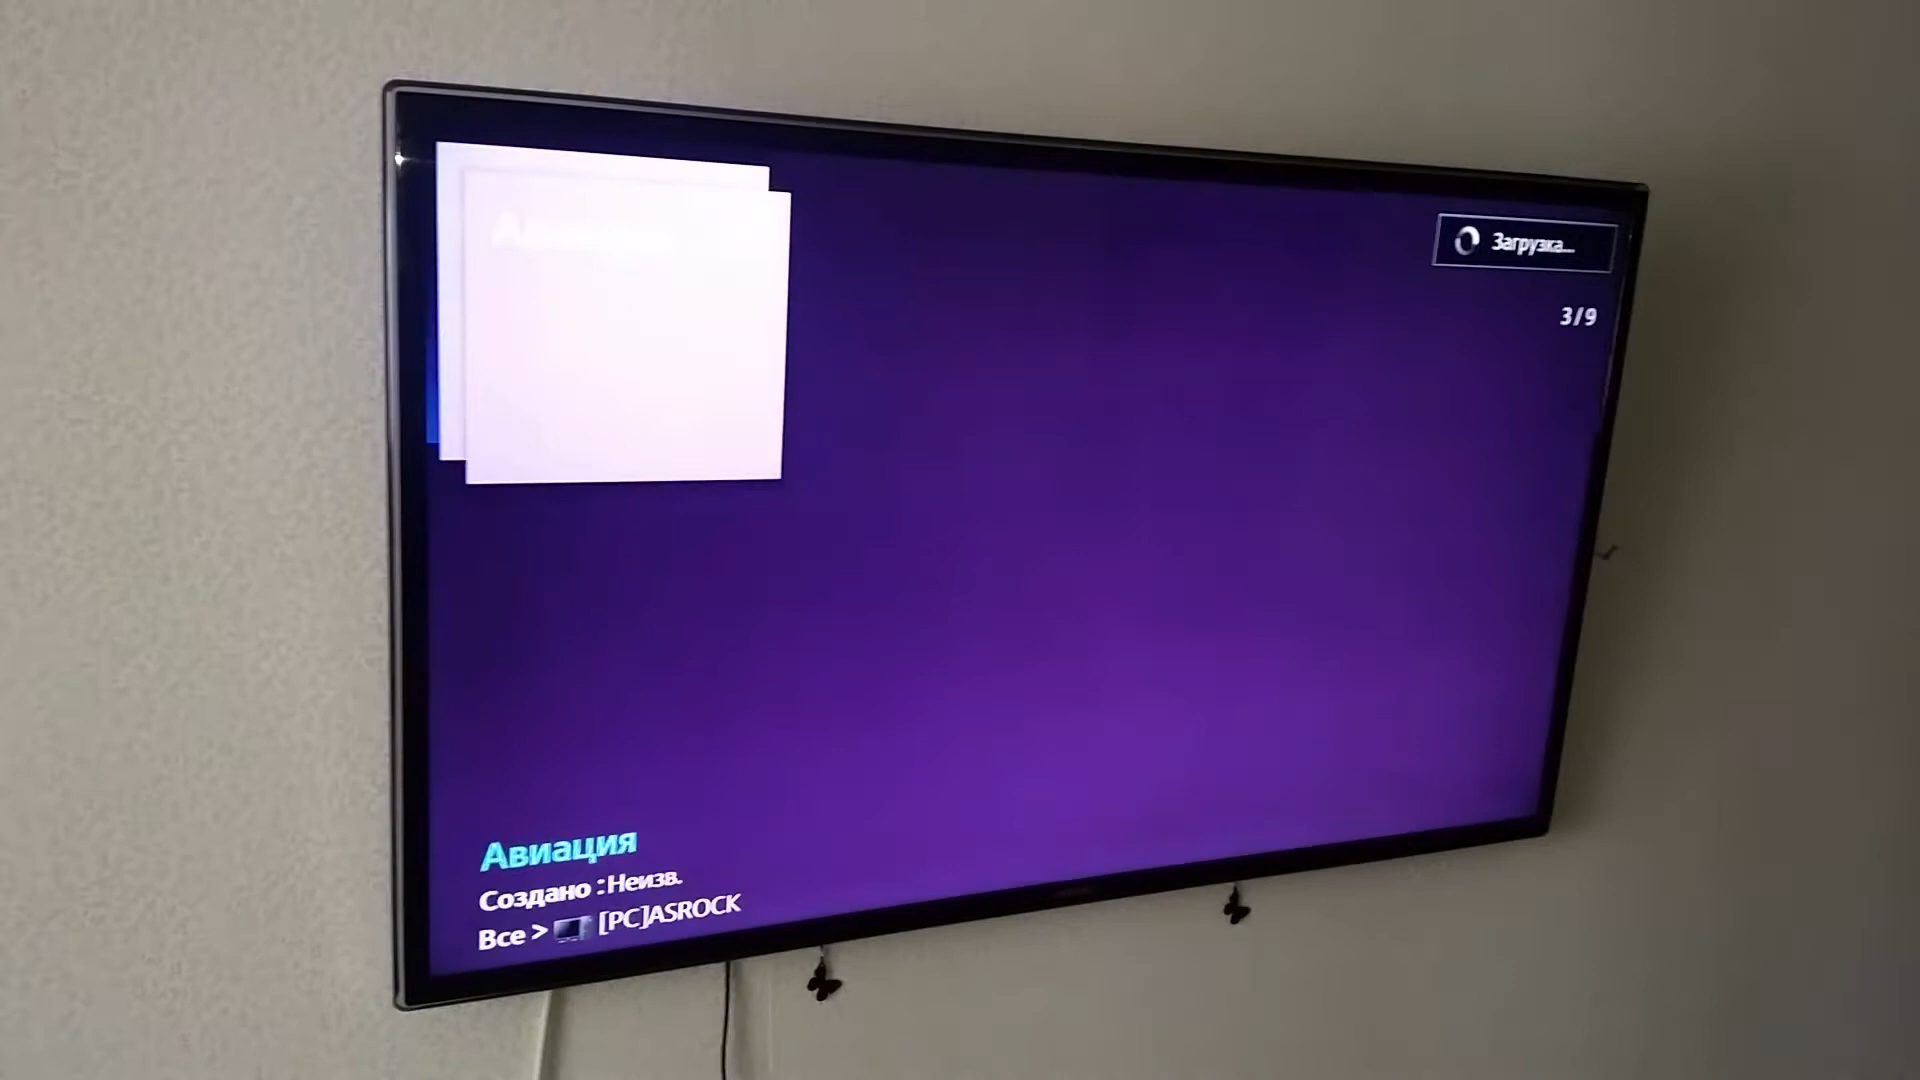 Загрузка...
3/9
Авиация
Создано : Неизв.
Все > [PC]ASROCK